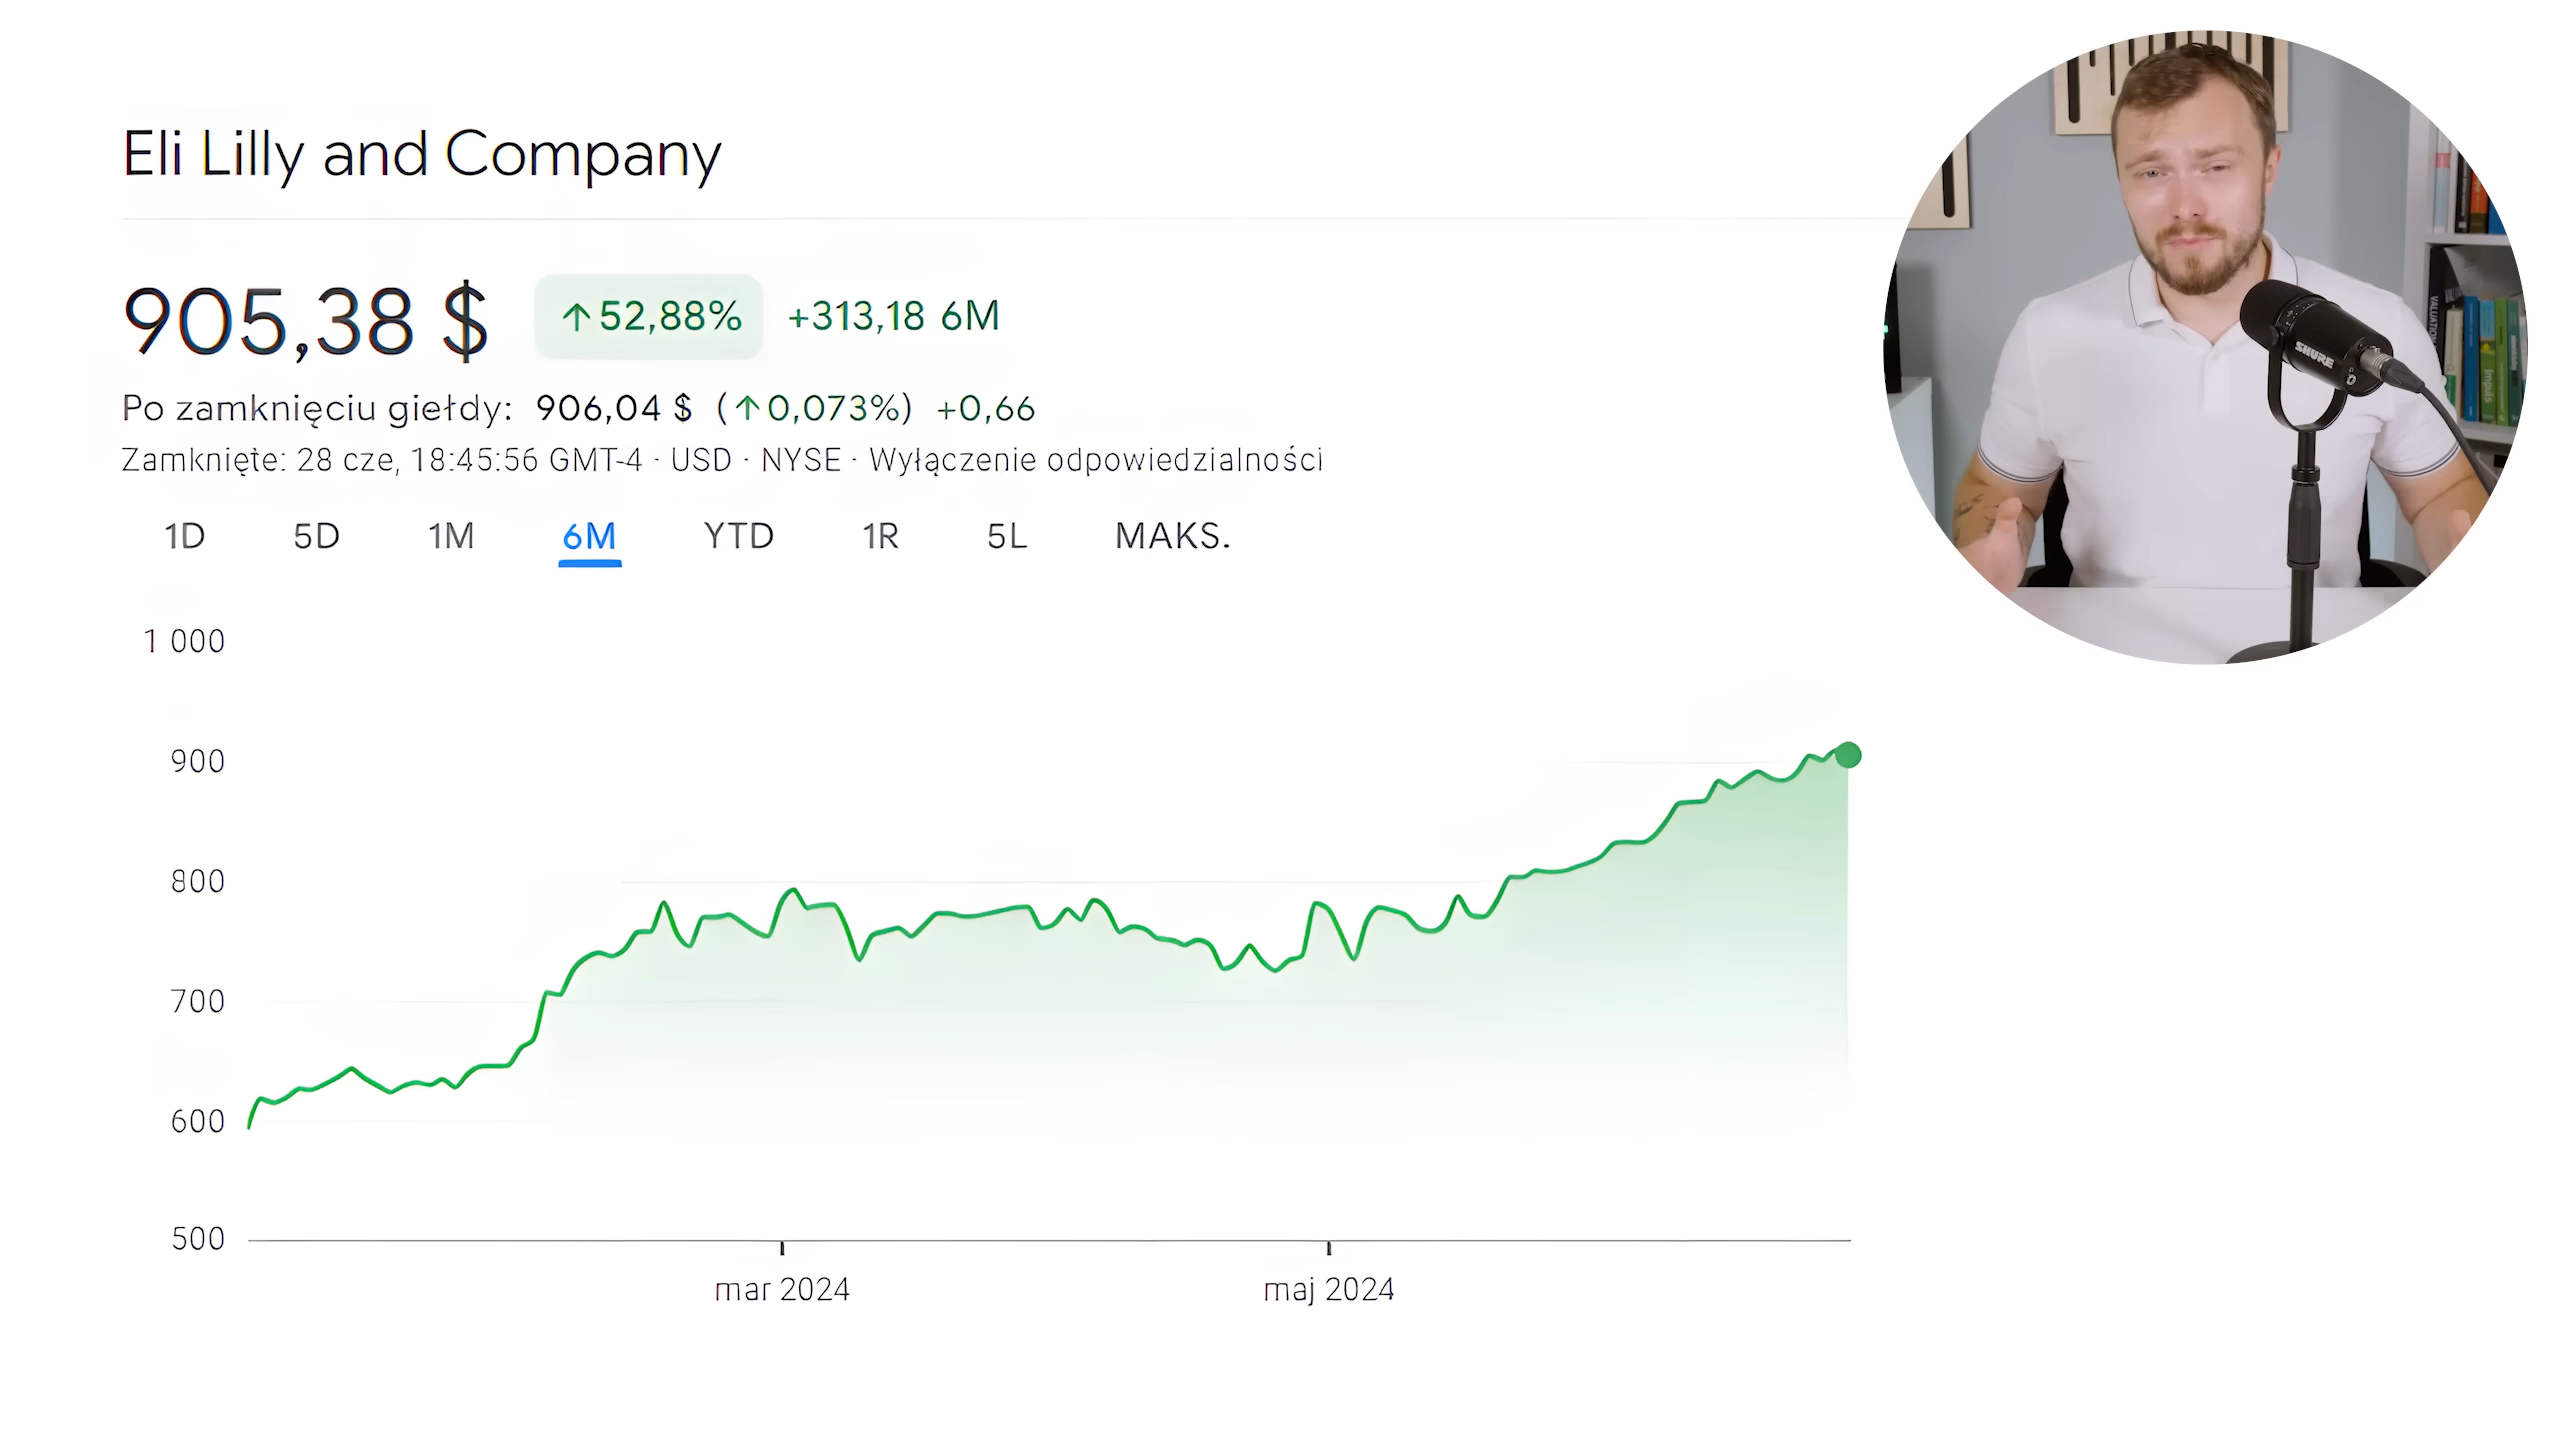 Eli Lilly and Company
905,38 $ ↑52,88% +313,18 6M
Po zamknięciu giełdy: 906,04 $ (↑0,073%) +0,66
Zamknięte: 28 cze, 18:45:56 GMT-4 · USD · NYSE · Wyłączenie odpowiedzialności
1D 5D 1M 6M YTD 1R 5L MAKS.
1 000
900
800
700
600
500
mar 2024 maj 2024
SHURE
VALUATION
Impuls